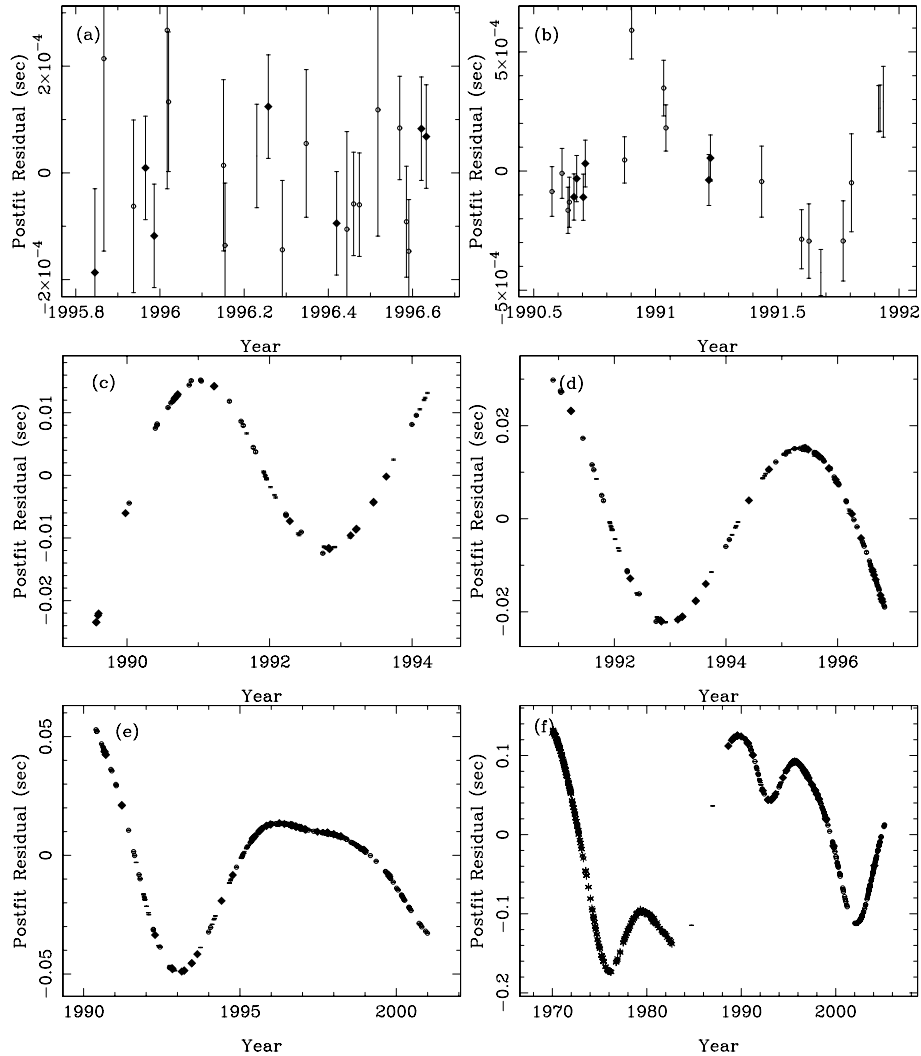 (a)
Postfit Residual (sec)
2×10⁻⁴
0
−2×10⁻⁴
1995.8
1996
1996.2
1996.4
1996.6
Year
(b)
Postfit Residual (sec)
5×10⁻⁴
0
−5×10⁻⁴
1990.5
1991
1991.5
1992
Year
(c)
Postfit Residual (sec)
0.01
0
−0.01
−0.02
1990
1992
1994
Year
(d)
Postfit Residual (sec)
0.02
0
−0.02
1992
1994
1996
Year
(e)
Postfit Residual (sec)
0.05
0
−0.05
1990
1995
2000
Year
(f)
Postfit Residual (sec)
0.1
0
−0.1
−0.2
1970
1980
1990
2000
Year